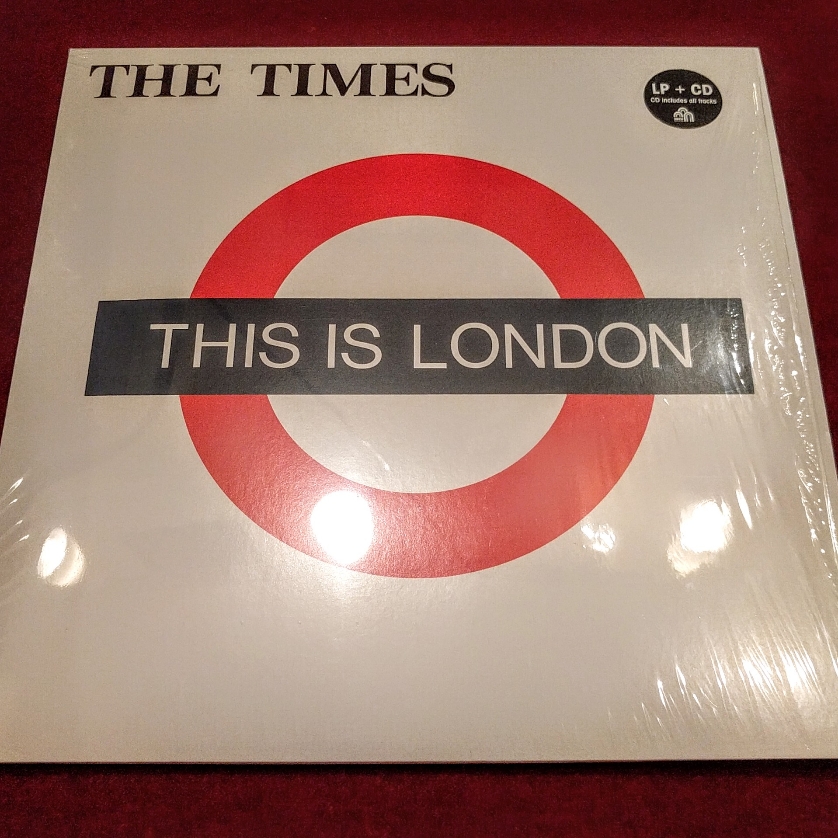 THE TIMES
LP + CD
CD includes all tracks
THIS IS LONDON